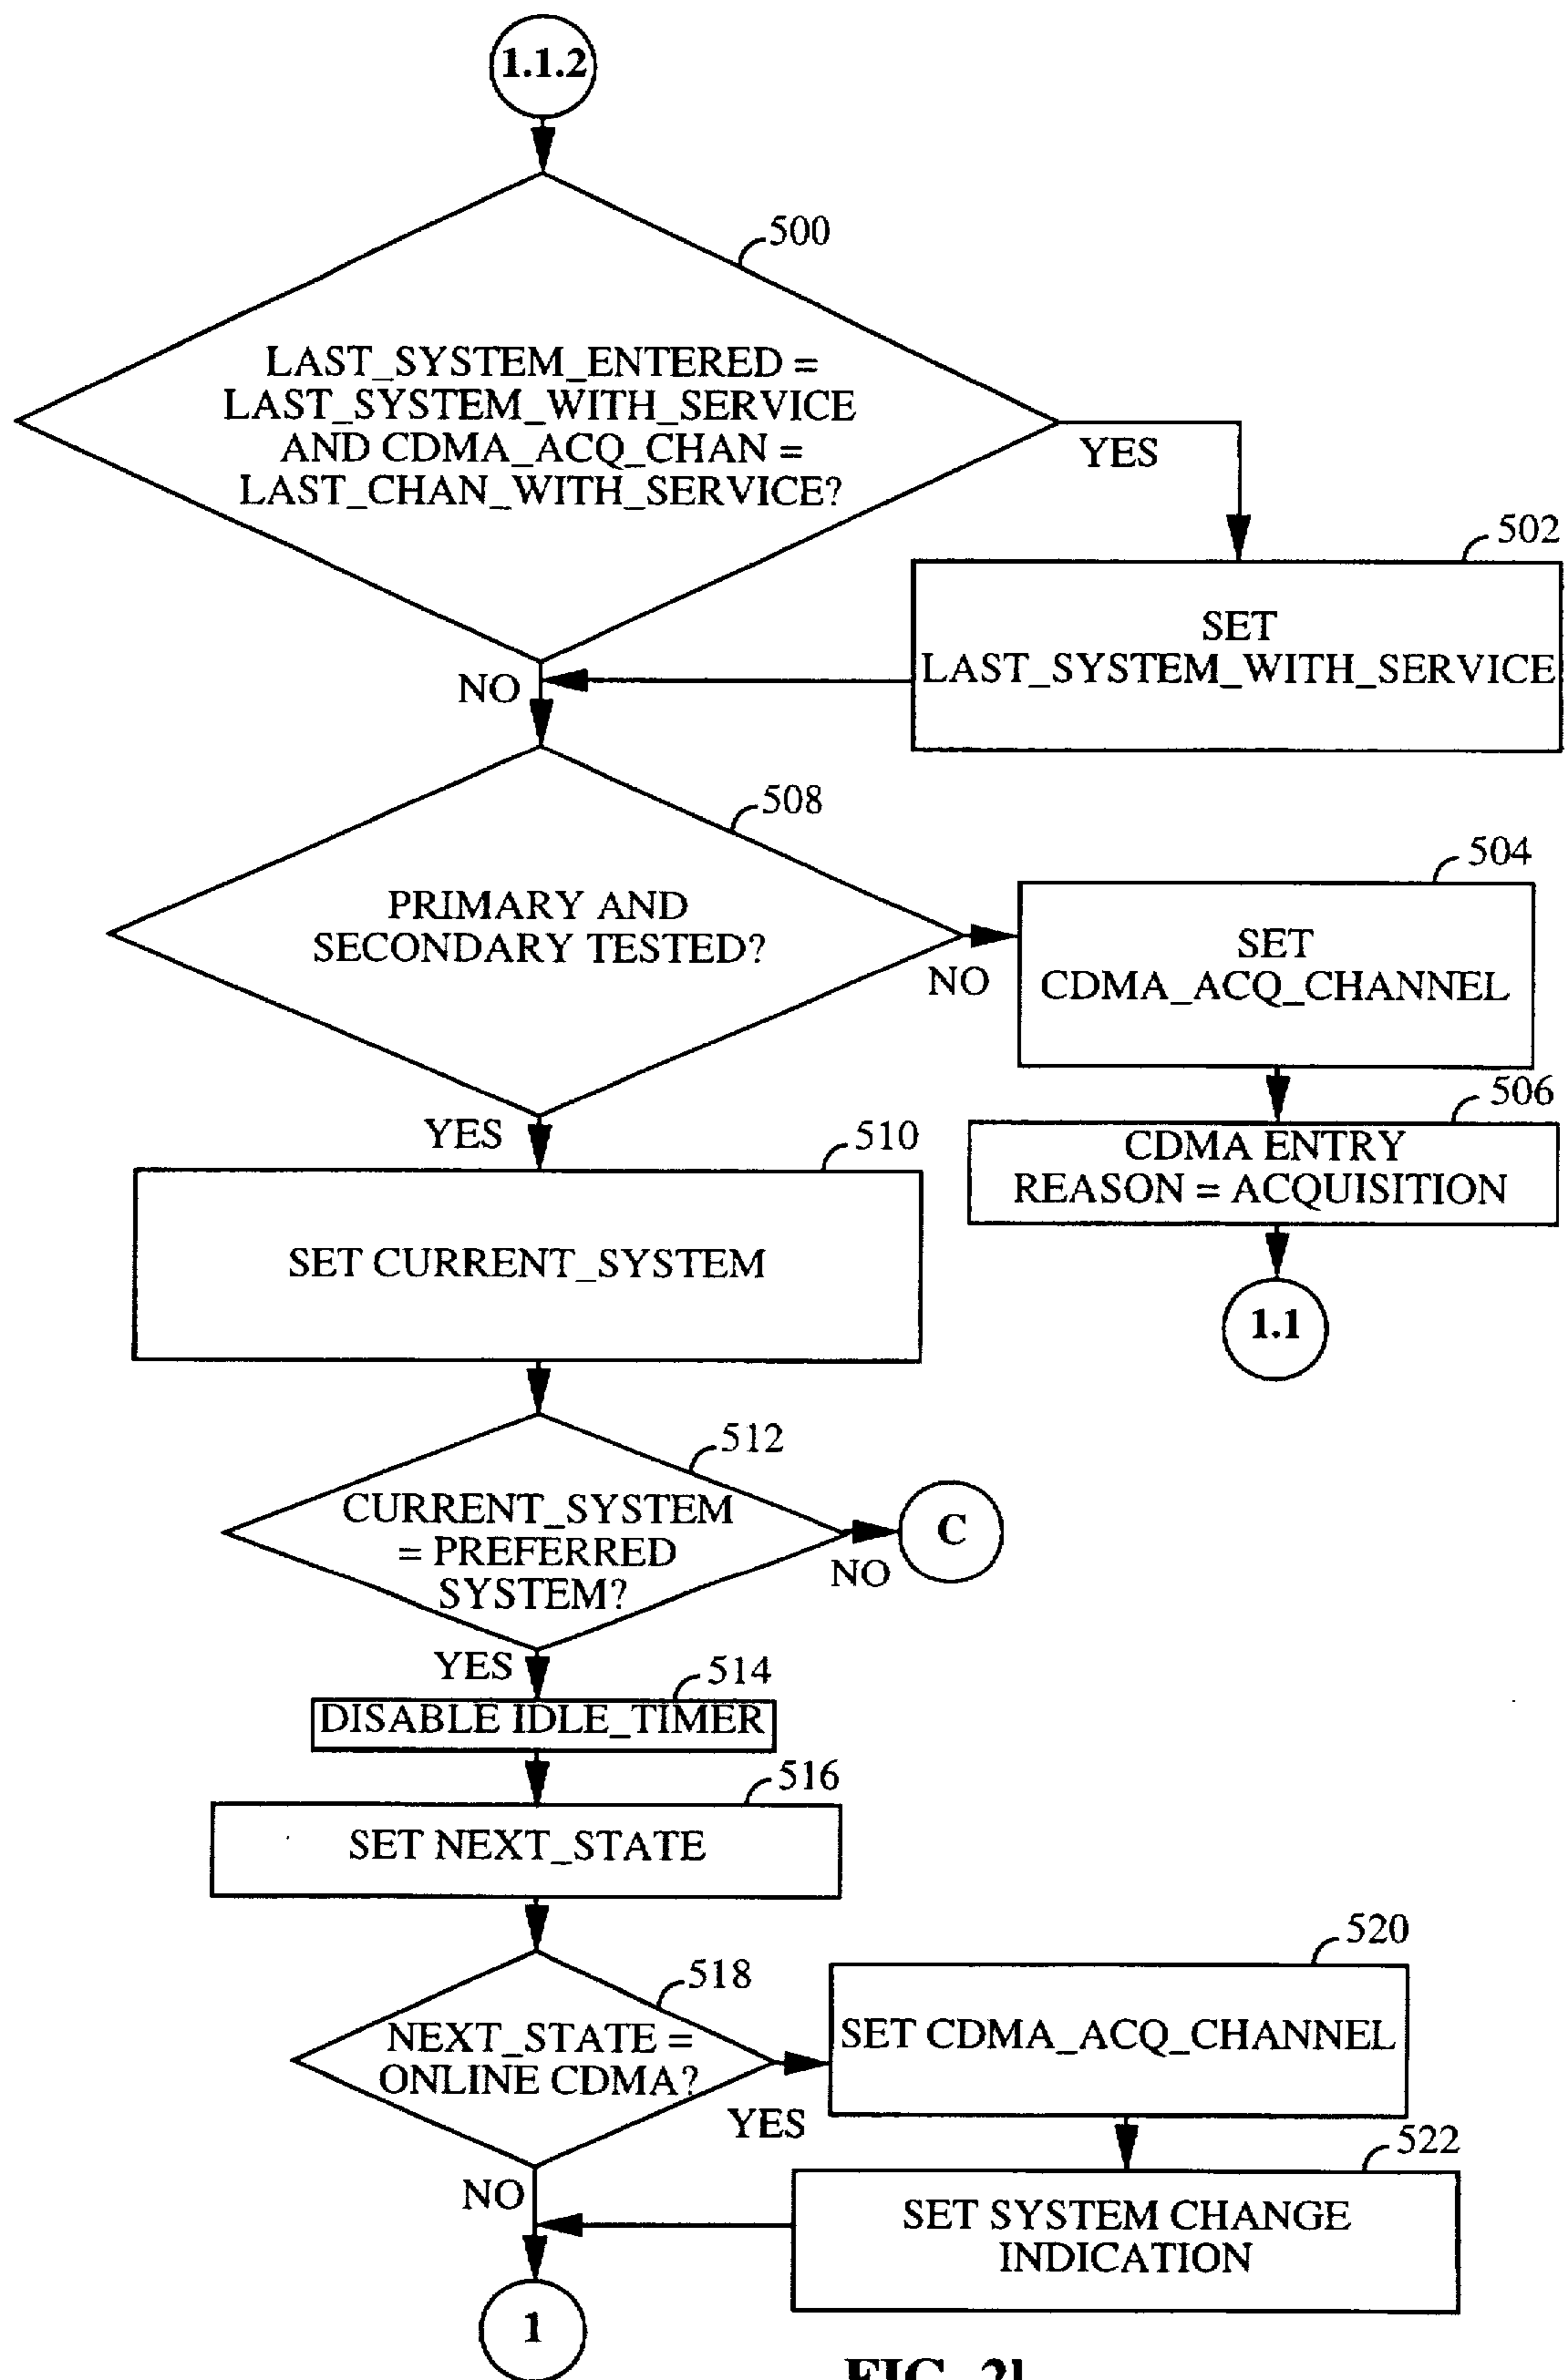 1.1.2
500
LAST_SYSTEM_ENTERED =
LAST_SYSTEM_WITH_SERVICE
AND CDMA_ACQ_CHAN =
LAST_CHAN_WITH_SERVICE?
YES
502
SET
LAST_SYSTEM_WITH_SERVICE
NO
508
PRIMARY AND
SECONDARY TESTED?
NO
504
SET
CDMA_ACQ_CHANNEL
506
CDMA ENTRY
REASON = ACQUISITION
1.1
YES
510
SET CURRENT_SYSTEM
512
CURRENT_SYSTEM
= PREFERRED
SYSTEM?
NO
C
YES
514
DISABLE IDLE_TIMER
516
SET NEXT_STATE
518
NEXT_STATE =
ONLINE CDMA?
YES
520
SET CDMA_ACQ_CHANNEL
522
SET SYSTEM CHANGE
INDICATION
NO
1
FIG.